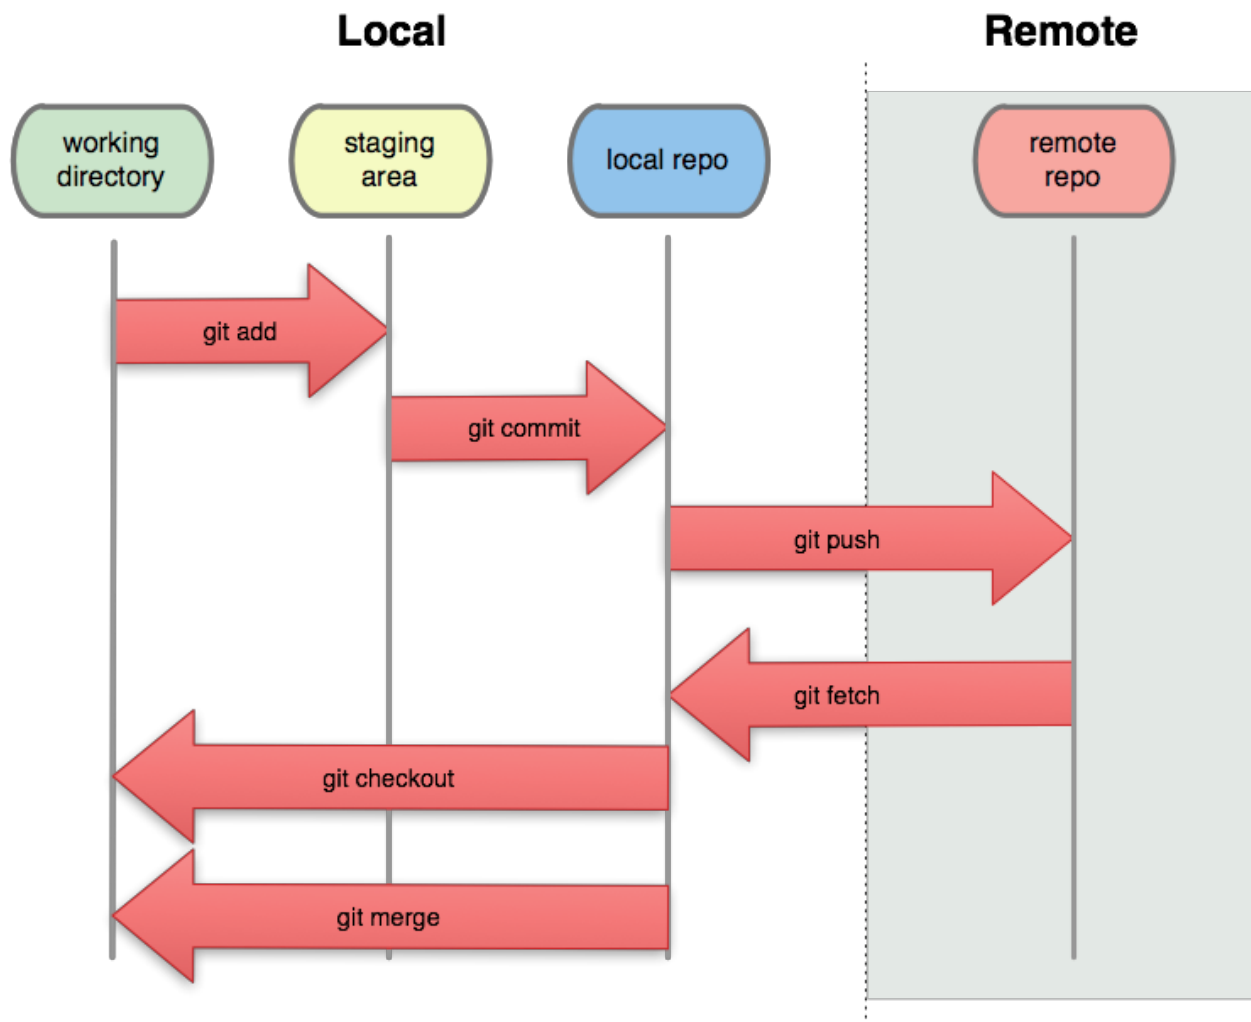 Local
Remote
working
directory
staging
area
local repo
remote
repo
git add
git commit
git push
git fetch
git checkout
git merge